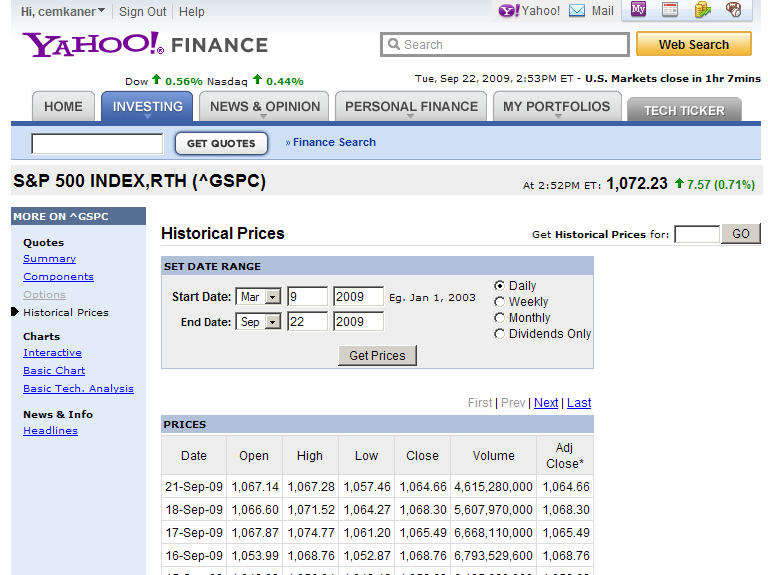 Hi, cemkaner Sign Out Help Yahoo! Mail My
YAHOO! FINANCE Search Web Search
Dow 0.56% Nasdaq 0.44% Tue, Sep 22, 2009, 2:53PM ET - U.S. Markets close in 1hr 7mins
HOME INVESTING NEWS & OPINION PERSONAL FINANCE MY PORTFOLIOS TECH TICKER
GET QUOTES » Finance Search
S&P 500 INDEX,RTH (^GSPC) At 2:52PM ET: 1,072.23 7.57 (0.71%)
MORE ON ^GSPC
Quotes
Summary
Components
Options
Historical Prices
Charts
Interactive
Basic Chart
Basic Tech. Analysis
News & Info
Headlines
Historical Prices Get Historical Prices for: GO
SET DATE RANGE
Start Date: Mar 9 2009 Eg. Jan 1, 2003
End Date: Sep 22 2009
Daily
Weekly
Monthly
Dividends Only
Get Prices
First | Prev | Next | Last
PRICES
Date Open High Low Close Volume Adj Close*
21-Sep-09 1,067.14 1,067.28 1,057.46 1,064.66 4,615,280,000 1,064.66
18-Sep-09 1,066.60 1,071.52 1,064.27 1,068.30 5,607,970,000 1,068.30
17-Sep-09 1,067.87 1,074.77 1,061.20 1,065.49 6,668,110,000 1,065.49
16-Sep-09 1,053.99 1,068.76 1,052.87 1,068.76 6,793,529,600 1,068.76